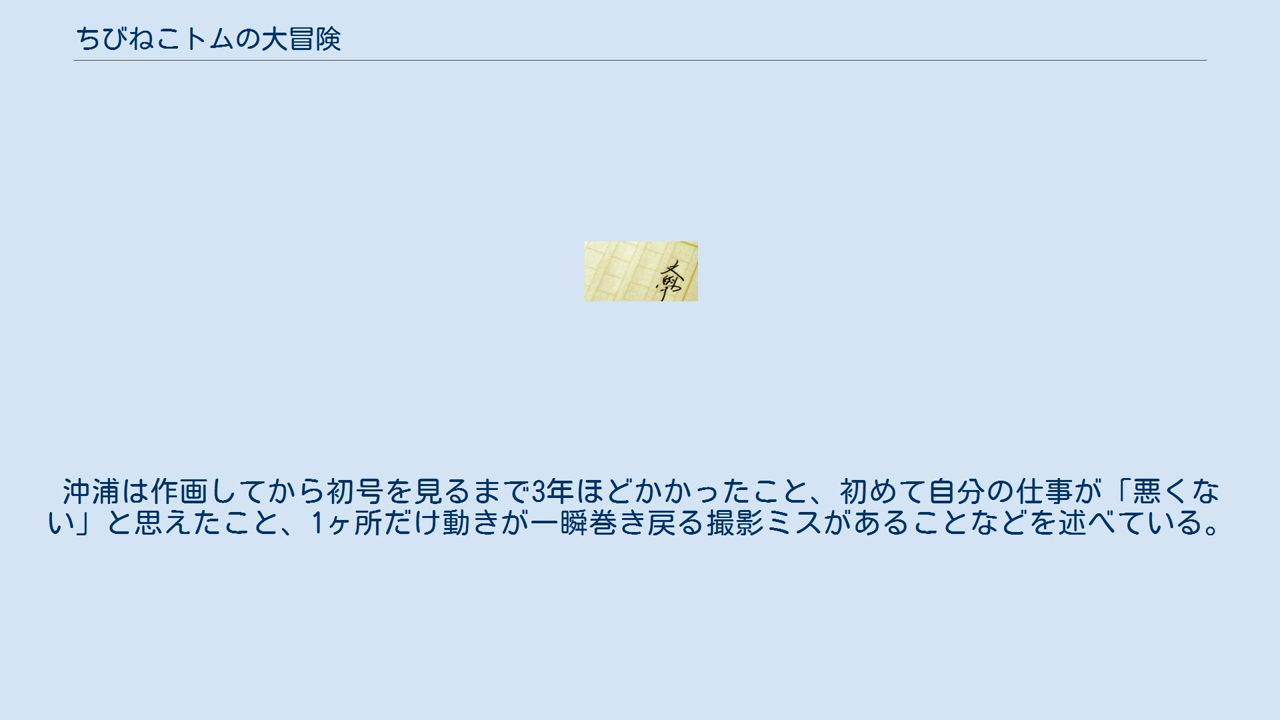 ちびねこトムの大冒険
沖浦は作画してから初号を見るまで3年ほどかかったこと、初めて自分の仕事が「悪くな
い」と思えたこと、1ヶ所だけ動きが一瞬巻き戻る撮影ミスがあることなどを述べている。